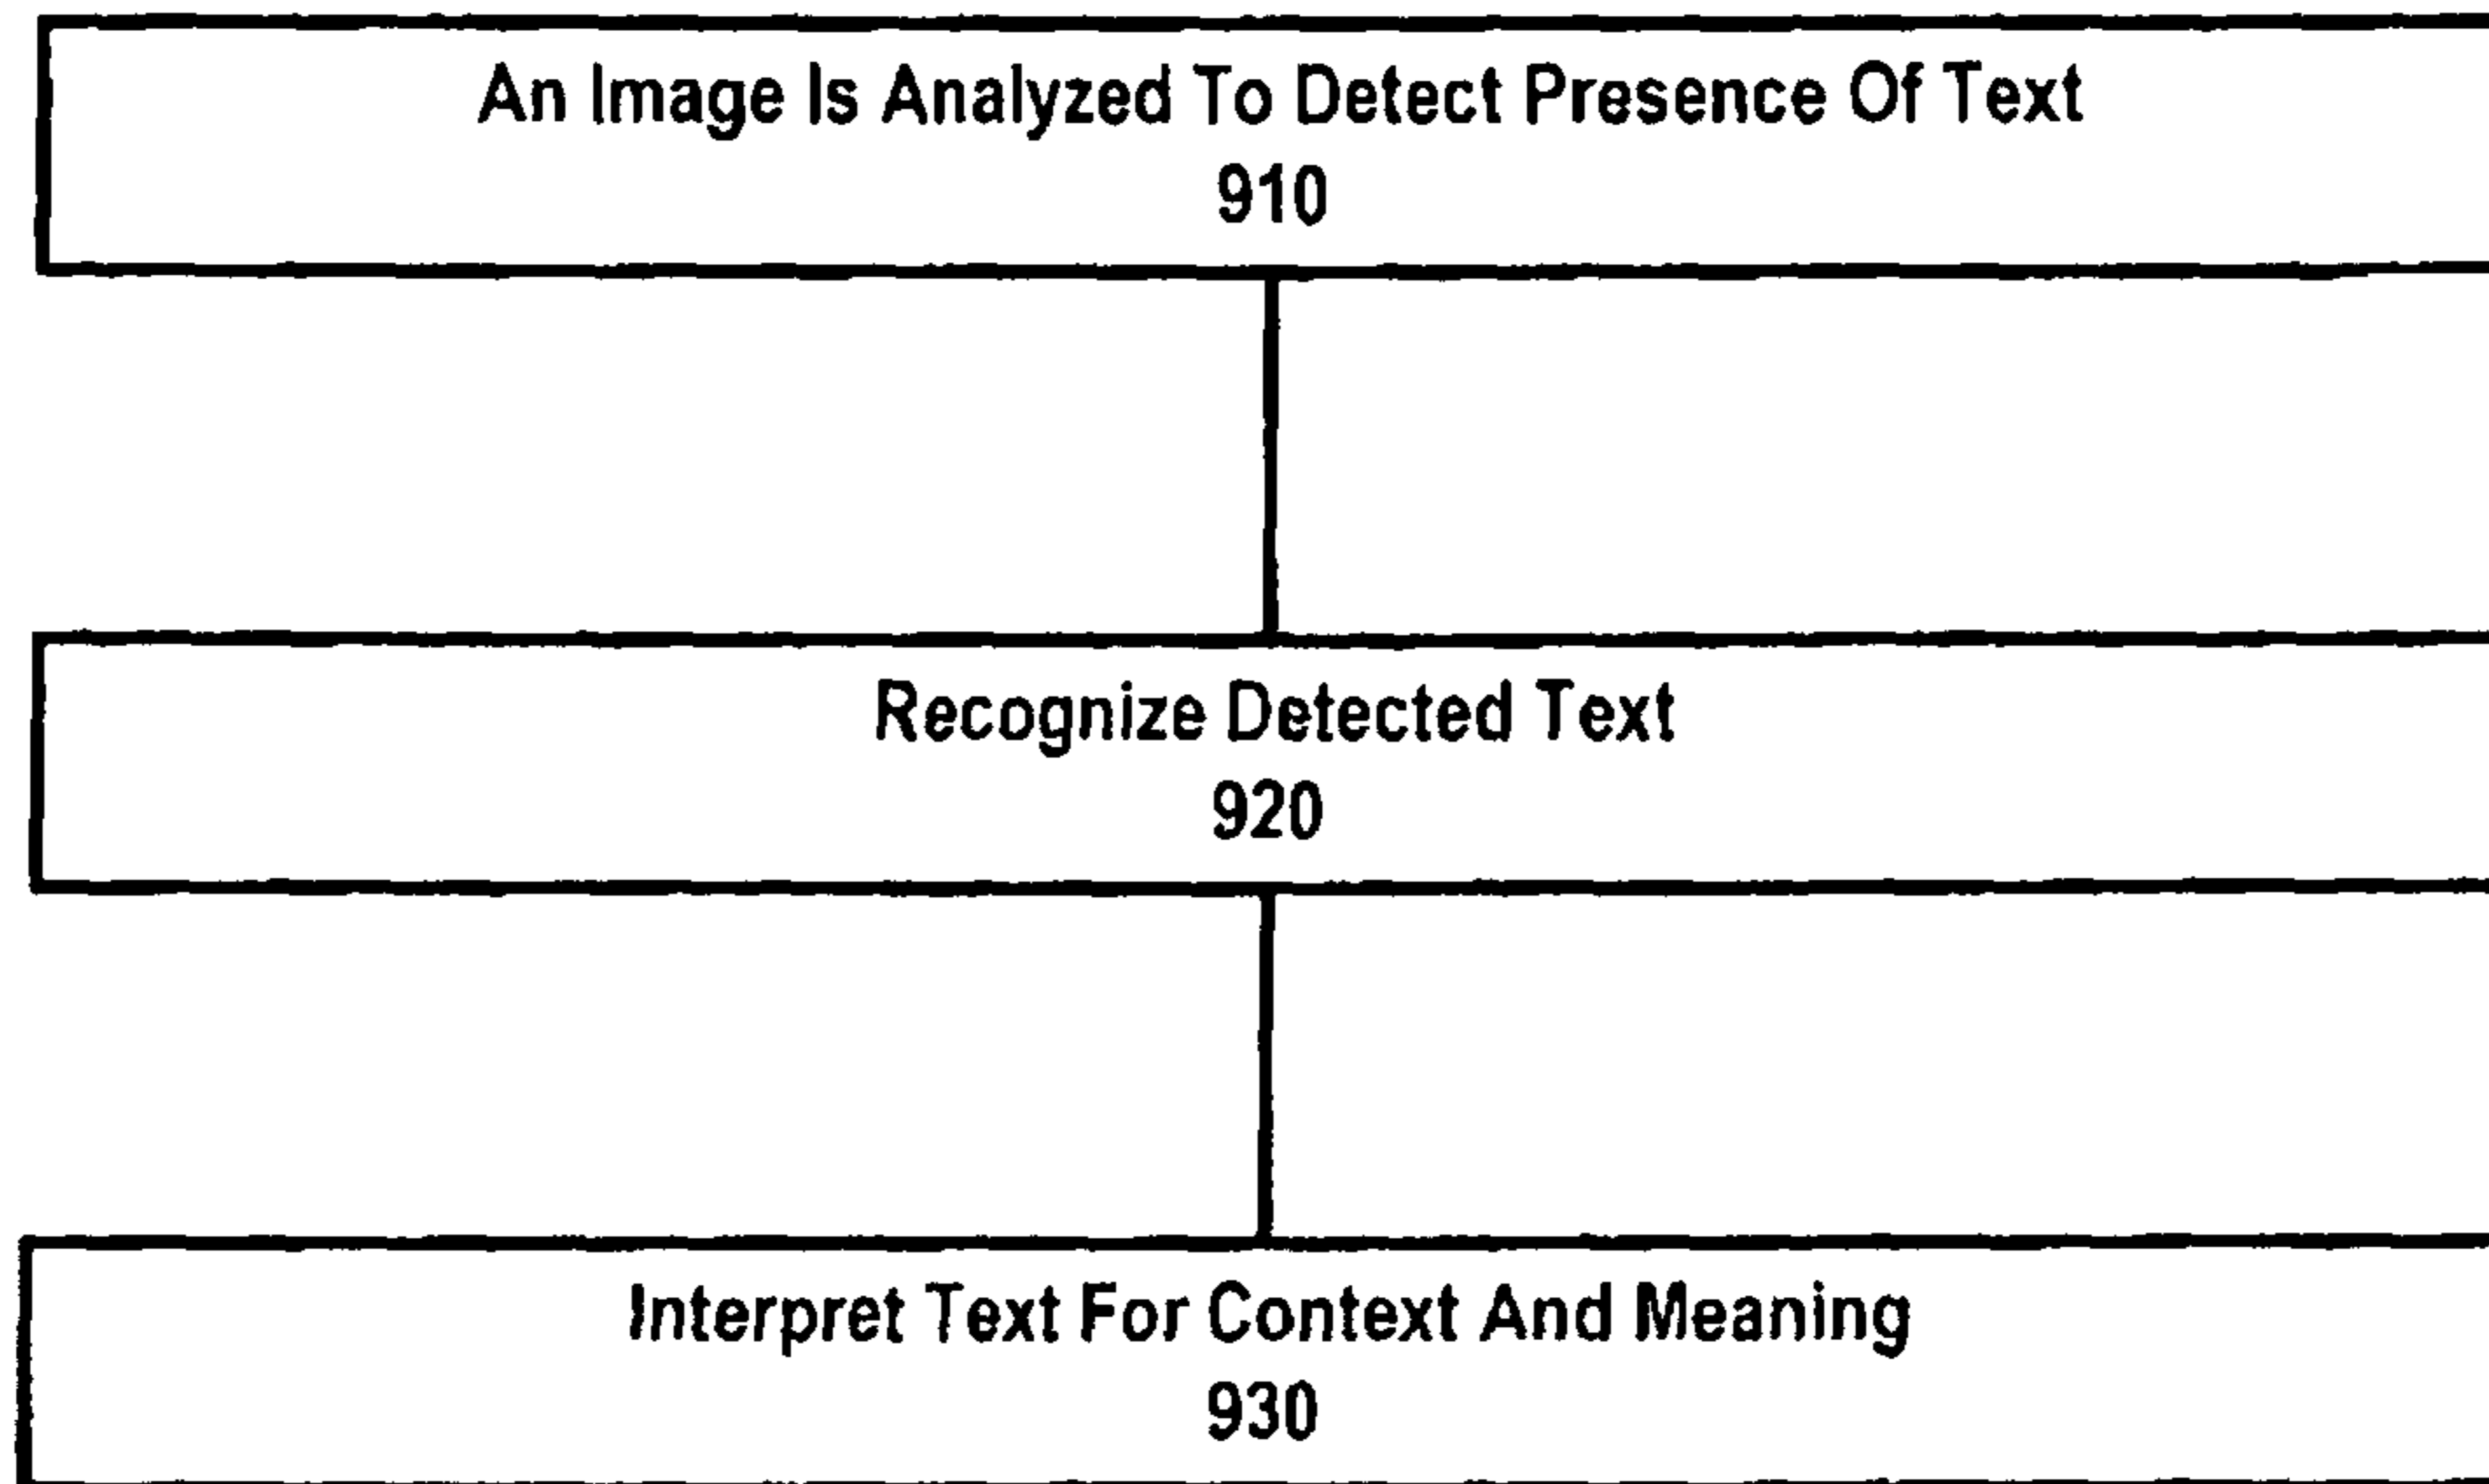 An Image Is Analyzed To Detect Presence Of Text
910
Recognize Detected Text
920
Interpret Text For Context And Meaning
930